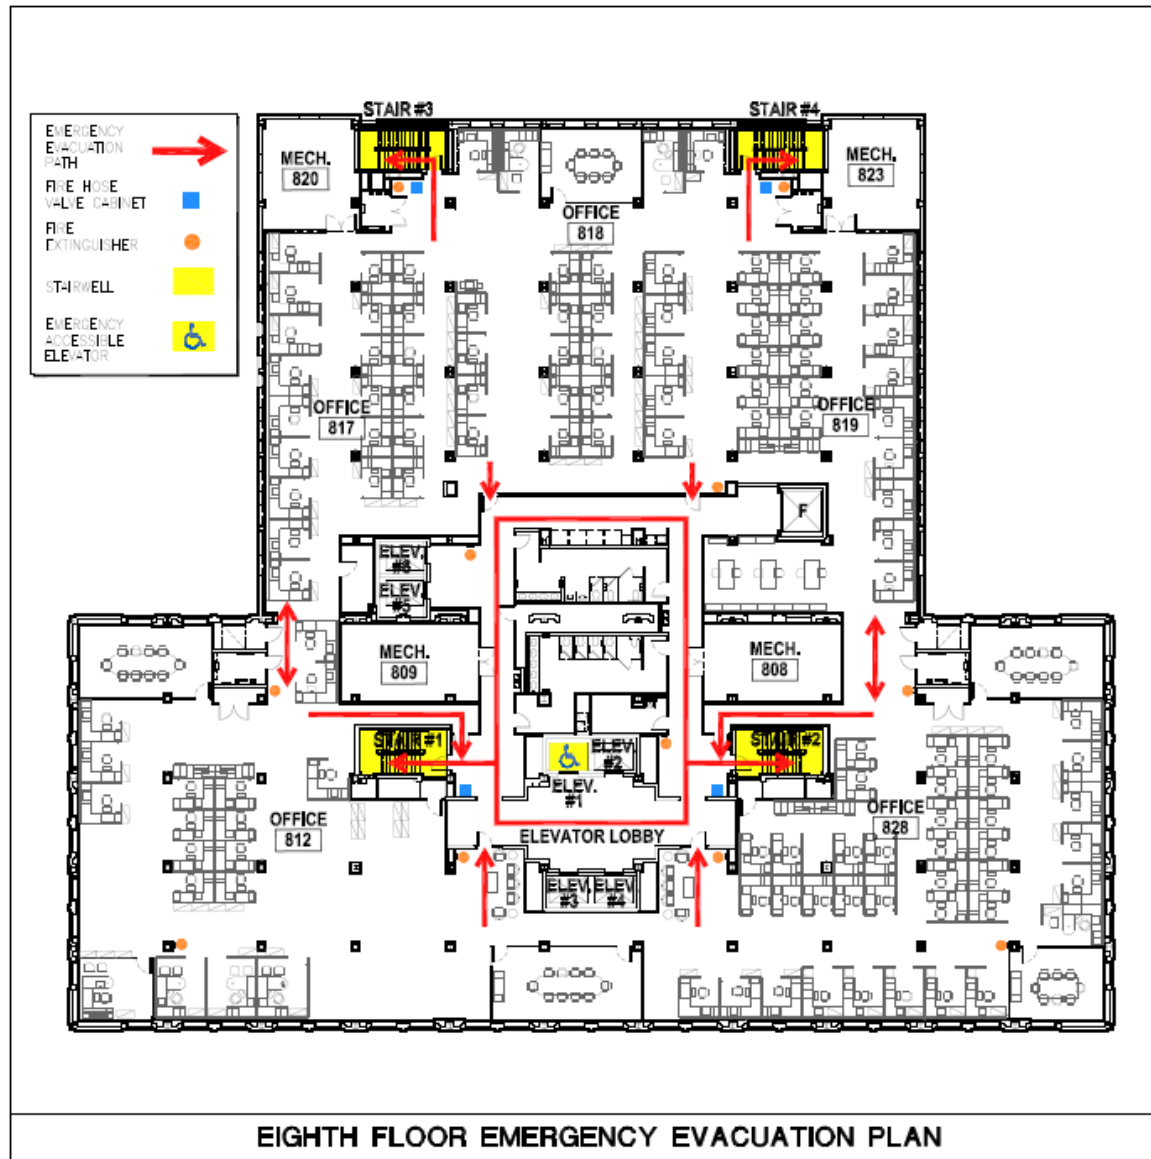 STAIR #3
STAIR #4
EMERGENCY
EVACUATION
PATH
FIRE HOSE
VALVE CABINET
FIRE
EXTINGUISHER
STAIRWELL
EMERGENCY
ACCESSIBLE
ELEVATOR
MECH.
820
MECH.
823
OFFICE
818
OFFICE
817
OFFICE
819
F
ELEV.
#6
ELEV.
#5
MECH.
809
MECH.
808
STAIR #1
STAIR #2
ELEV.
#2
ELEV.
#1
OFFICE
812
ELEVATOR LOBBY
OFFICE
828
ELEV.
#3
ELEV.
#4
EIGHTH FLOOR EMERGENCY EVACUATION PLAN